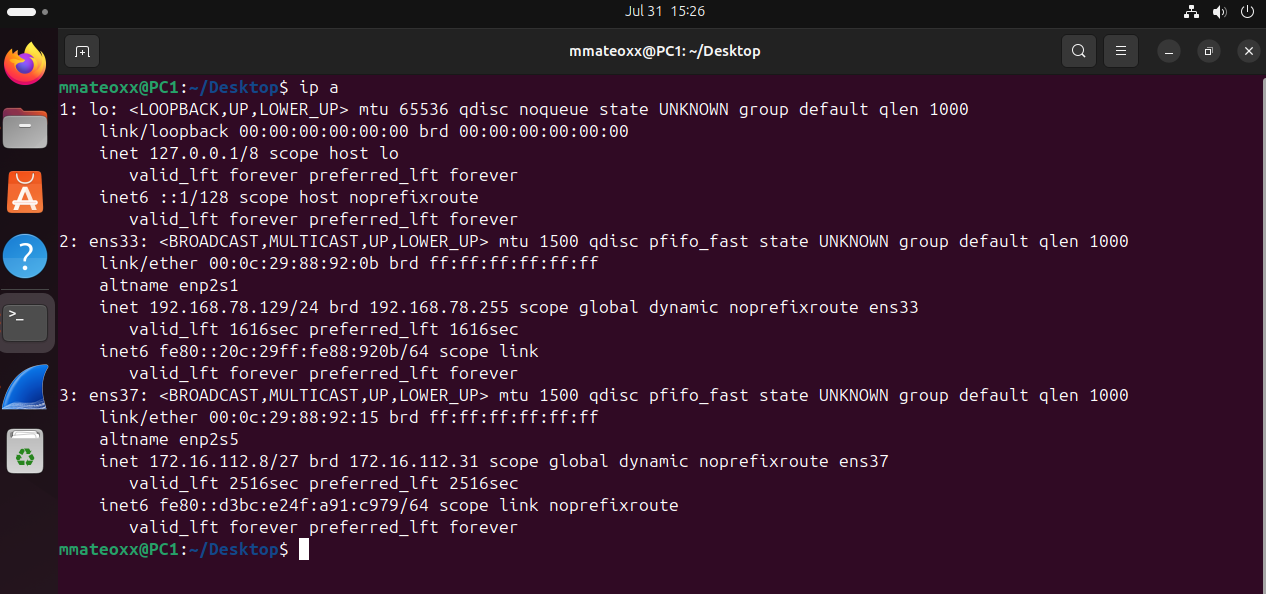 Jul 31 15:26
mmateoxx@PC1: ~/Desktop
mmateoxx@PC1:~/Desktop$ ip a
1: lo: <LOOPBACK,UP,LOWER_UP> mtu 65536 qdisc noqueue state UNKNOWN group default qlen 1000
    link/loopback 00:00:00:00:00:00 brd 00:00:00:00:00:00
    inet 127.0.0.1/8 scope host lo
       valid_lft forever preferred_lft forever
    inet6 ::1/128 scope host noprefixroute
       valid_lft forever preferred_lft forever
2: ens33: <BROADCAST,MULTICAST,UP,LOWER_UP> mtu 1500 qdisc pfifo_fast state UNKNOWN group default qlen 1000
    link/ether 00:0c:29:88:92:0b brd ff:ff:ff:ff:ff:ff
    altname enp2s1
    inet 192.168.78.129/24 brd 192.168.78.255 scope global dynamic noprefixroute ens33
       valid_lft 1616sec preferred_lft 1616sec
    inet6 fe80::20c:29ff:fe88:920b/64 scope link
       valid_lft forever preferred_lft forever
3: ens37: <BROADCAST,MULTICAST,UP,LOWER_UP> mtu 1500 qdisc pfifo_fast state UNKNOWN group default qlen 1000
    link/ether 00:0c:29:88:92:15 brd ff:ff:ff:ff:ff:ff
    altname enp2s5
    inet 172.16.112.8/27 brd 172.16.112.31 scope global dynamic noprefixroute ens37
       valid_lft 2516sec preferred_lft 2516sec
    inet6 fe80::d3bc:e24f:a91:c979/64 scope link noprefixroute
       valid_lft forever preferred_lft forever
mmateoxx@PC1:~/Desktop$